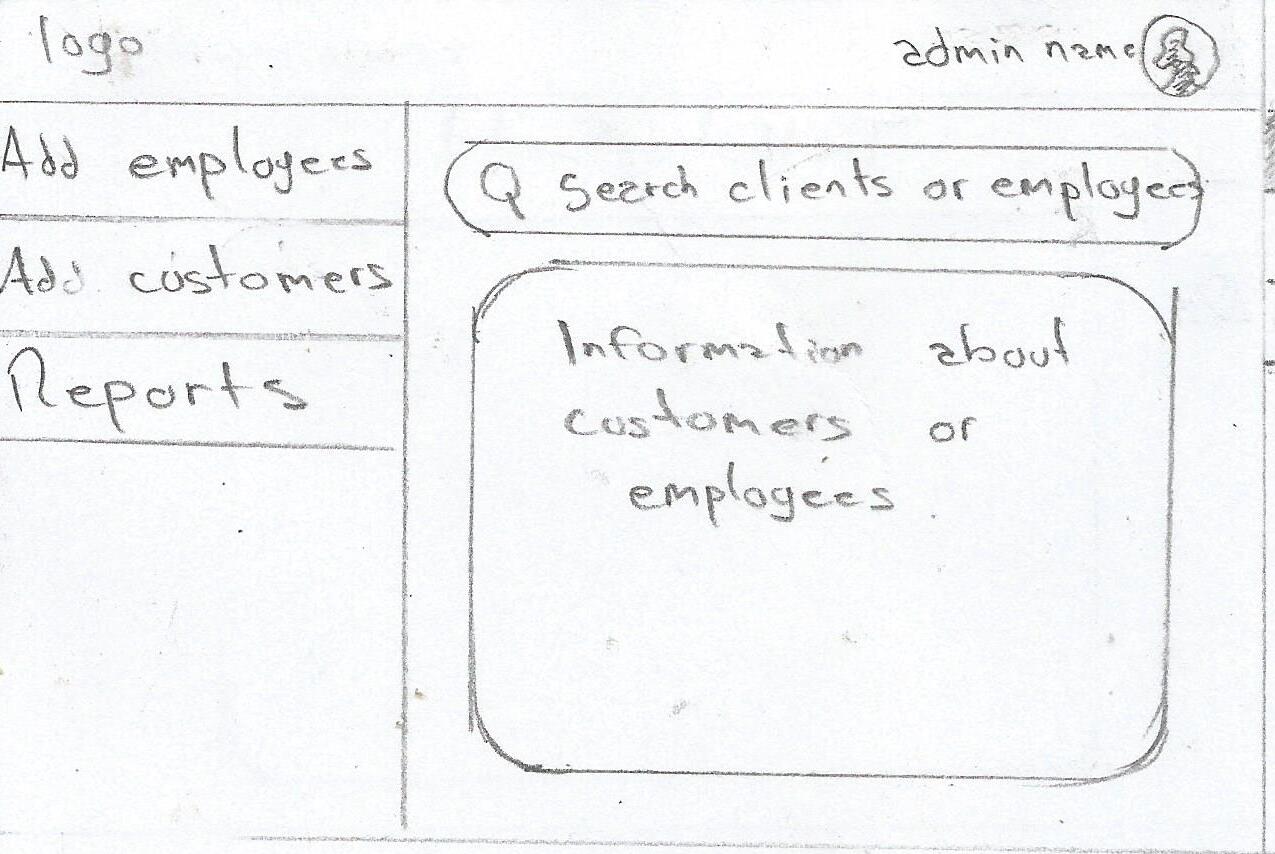 logo
admin name
Add employees
Search clients or employees
Add customers
Reports
Information about
customers or
employees